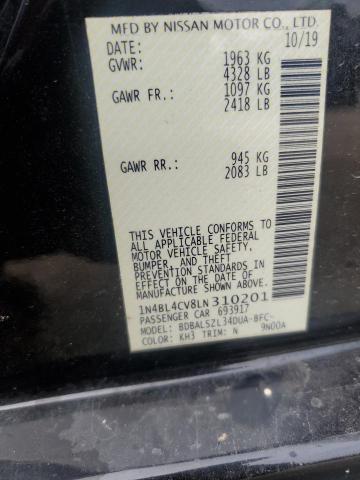 MFD BY NISSAN MOTOR CO., LTD.
DATE: 10/19
GVWR: 1963 KG
4328 LB
GAWR FR.: 1097 KG
2418 LB
GAWR RR.: 945 KG
2083 LB
THIS VEHICLE CONFORMS TO
ALL APPLICABLE FEDERAL
MOTOR VEHICLE SAFETY,
BUMPER, AND THEFT
PREVENTION STANDARDS IN
EFFECT ON THE DATE OF
MANUFACTURE SHOWN ABOVE.
1N4BL4CV8LN310201
PASSENGER CAR 693917
MODEL: BDBALSZL34DUA-BFC-
COLOR: KH3 TRIM: N 9N00A